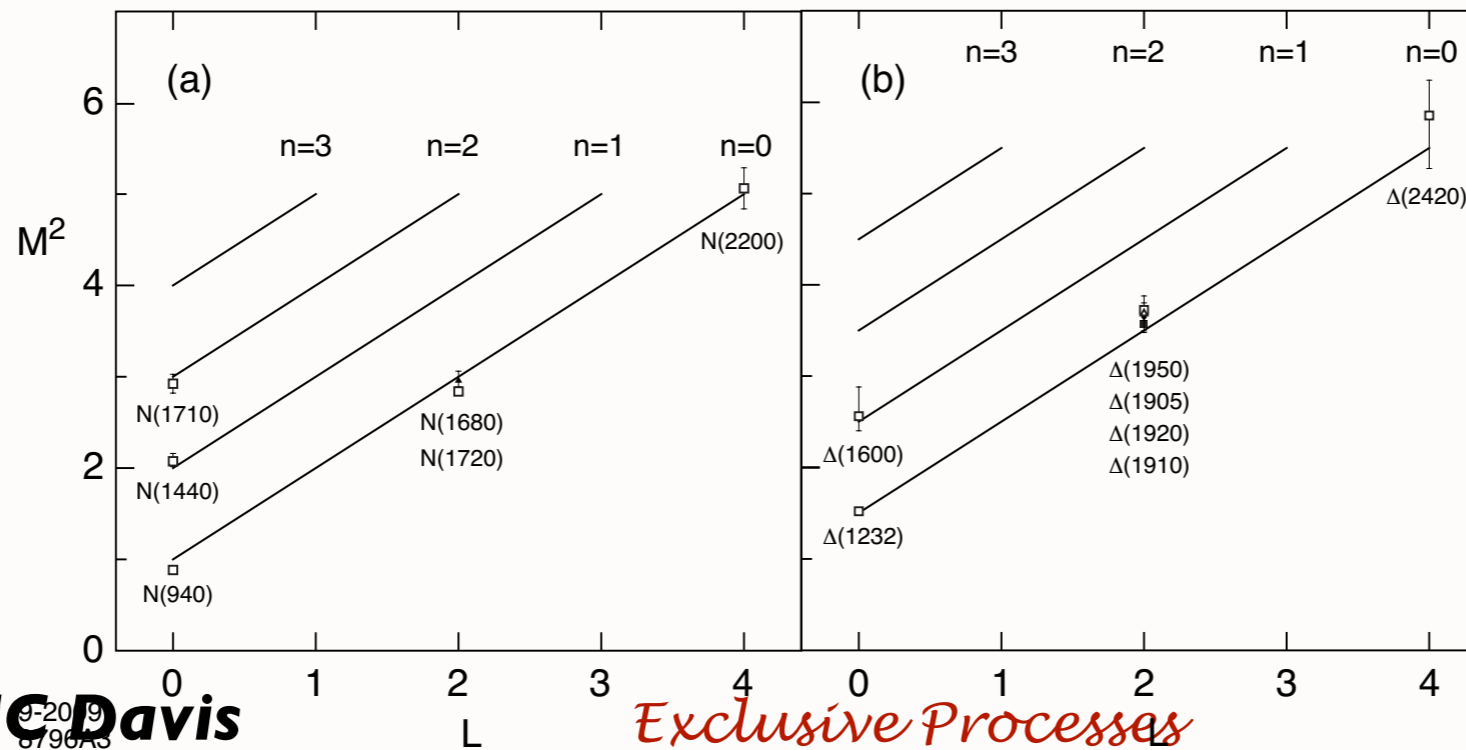 (a)
n=3 n=2 n=1 n=0
M2
6
4
2
0
N(2200)
N(1710)
N(1680)
N(1720)
N(1440)
N(940)
0 1 2 3 4
L
(b)
n=3 n=2 n=1 n=0
Δ(2420)
Δ(1950)
Δ(1905)
Δ(1920)
Δ(1910)
Δ(1600)
Δ(1232)
0 1 2 3 4
L
C Davis
8796A3
Exclusive Processes